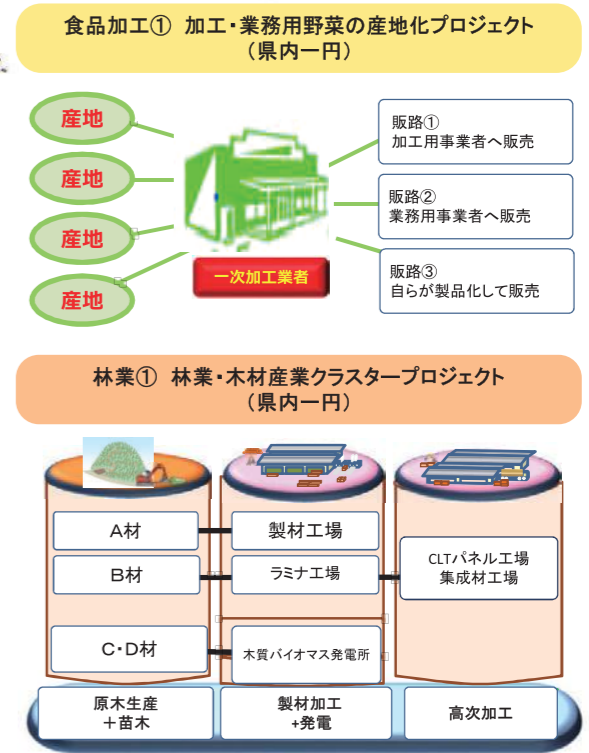 食品加工① 加工・業務用野菜の産地化プロジェクト
（県内一円）
産地
産地
産地
産地
一次加工業者
販路①
加工用事業者へ販売
販路②
業務用事業者へ販売
販路③
自らが製品化して販売
林業① 林業・木材産業クラスタープロジェクト
（県内一円）
A材
B材
C・D材
製材工場
ラミナ工場
木質バイオマス発電所
CLTパネル工場
集成材工場
原木生産
＋苗木
製材加工
+発電
高次加工